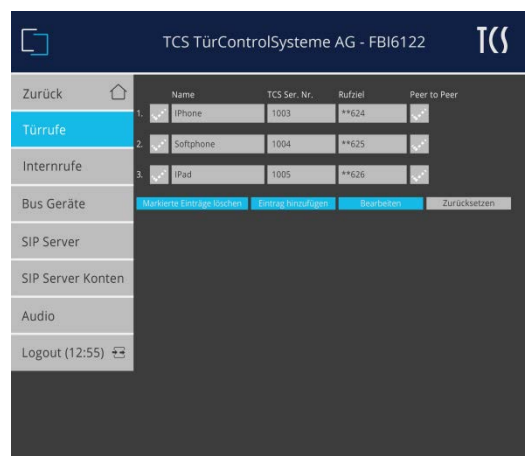 TCS TürControlSysteme AG - FBI6122 TCS
Zurück
Türrufe
Internrufe
Bus Geräte
SIP Server
SIP Server Konten
Audio
Logout (12:55)
Name TCS Ser. Nr. Rufziel Peer to Peer
1. IPhone 1003 **624
2. Softphone 1004 **625
3. IPad 1005 **626
Markierte Einträge löschen Eintrag hinzufügen Bearbeiten Zurücksetzen